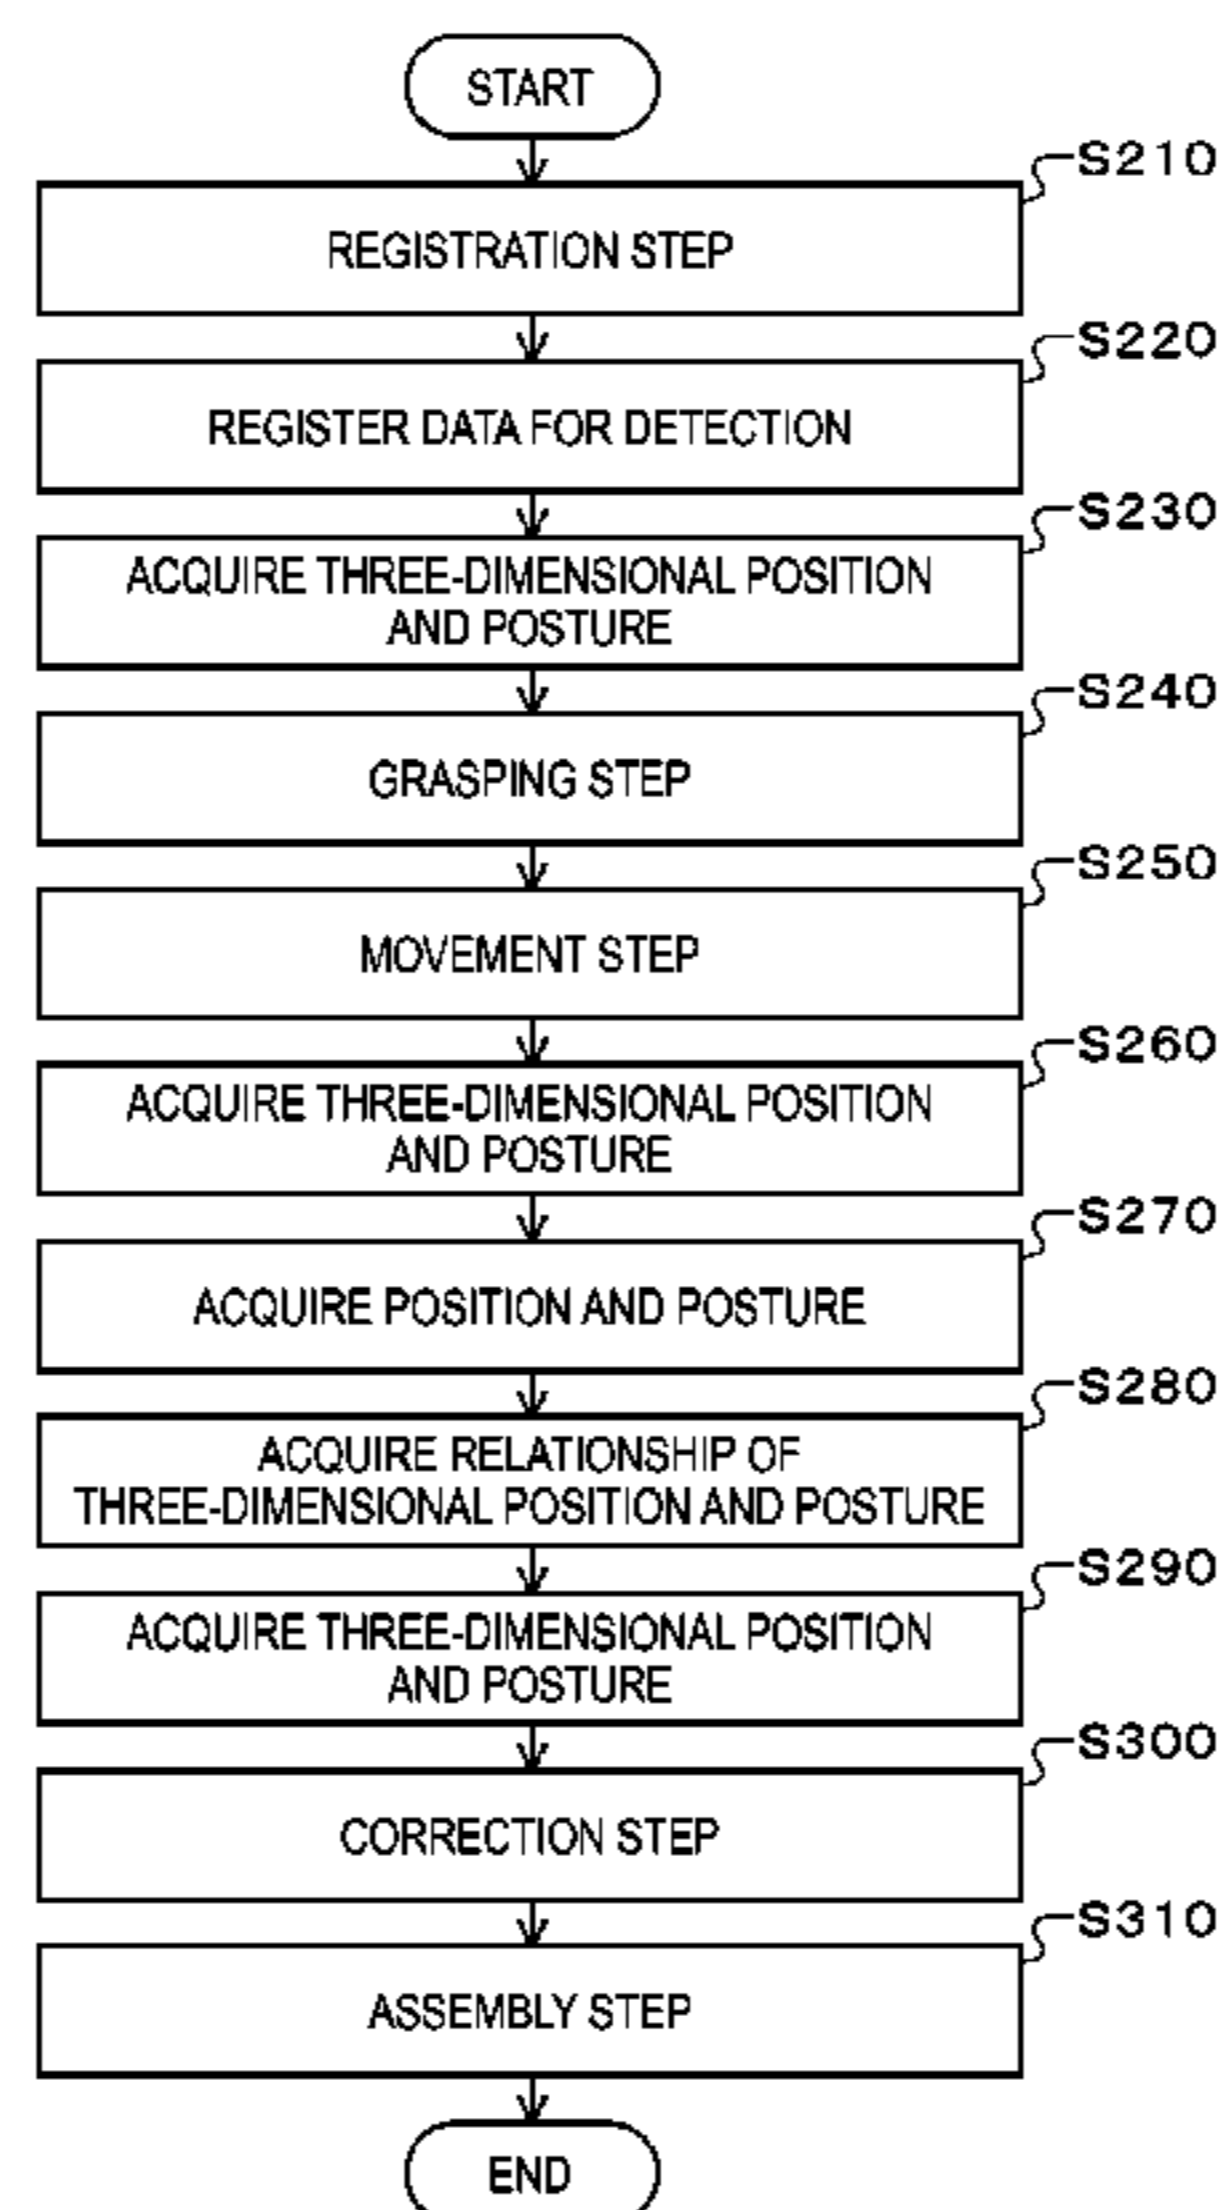 START
S210
REGISTRATION STEP
S220
REGISTER DATA FOR DETECTION
S230
ACQUIRE THREE-DIMENSIONAL POSITION
AND POSTURE
S240
GRASPING STEP
S250
MOVEMENT STEP
S260
ACQUIRE THREE-DIMENSIONAL POSITION
AND POSTURE
S270
ACQUIRE POSITION AND POSTURE
S280
ACQUIRE RELATIONSHIP OF
THREE-DIMENSIONAL POSITION AND POSTURE
S290
ACQUIRE THREE-DIMENSIONAL POSITION
AND POSTURE
S300
CORRECTION STEP
S310
ASSEMBLY STEP
END